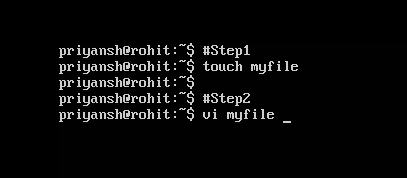 priyansh@rohit:~$ #Step1
priyansh@rohit:~$ touch myfile
priyansh@rohit:~$
priyansh@rohit:~$ #Step2
priyansh@rohit:~$ vi myfile _